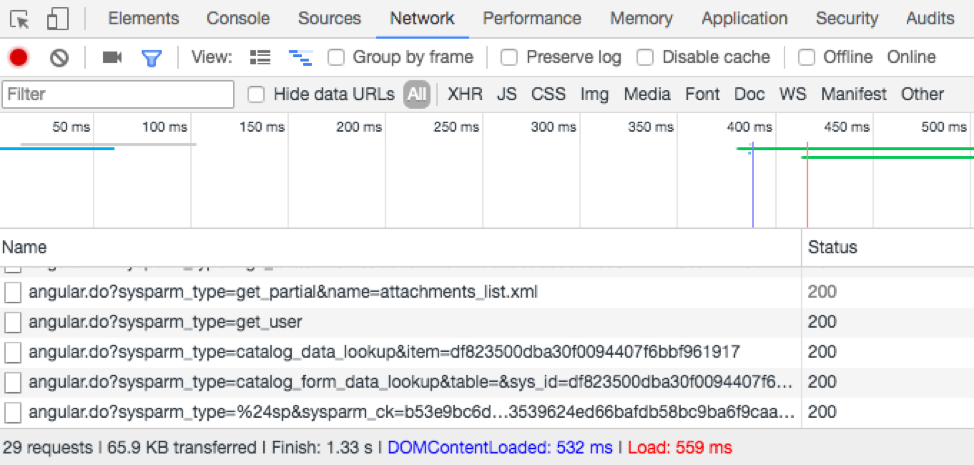 Elements Console Sources Network Performance Memory Application Security Audits
View: Group by frame Preserve log Disable cache Offline Online
Filter Hide data URLs All XHR JS CSS Img Media Font Doc WS Manifest Other
50 ms 100 ms 150 ms 200 ms 250 ms 300 ms 350 ms 400 ms 450 ms 500 ms
Name Status
angular.do?sysparm_type=get_partial&name=attachments_list.xml 200
angular.do?sysparm_type=get_user 200
angular.do?sysparm_type=catalog_data_lookup&item=df823500dba30f0094407f6bbf961917 200
angular.do?sysparm_type=catalog_form_data_lookup&table=&sys_id=df823500dba30f0094407f6... 200
angular.do?sysparm_type=%24sp&sysparm_ck=b53e9bc6d...3539624ed66bafdb58bc9ba6f9caa... 200
29 requests | 65.9 KB transferred | Finish: 1.33 s | DOMContentLoaded: 532 ms | Load: 559 ms